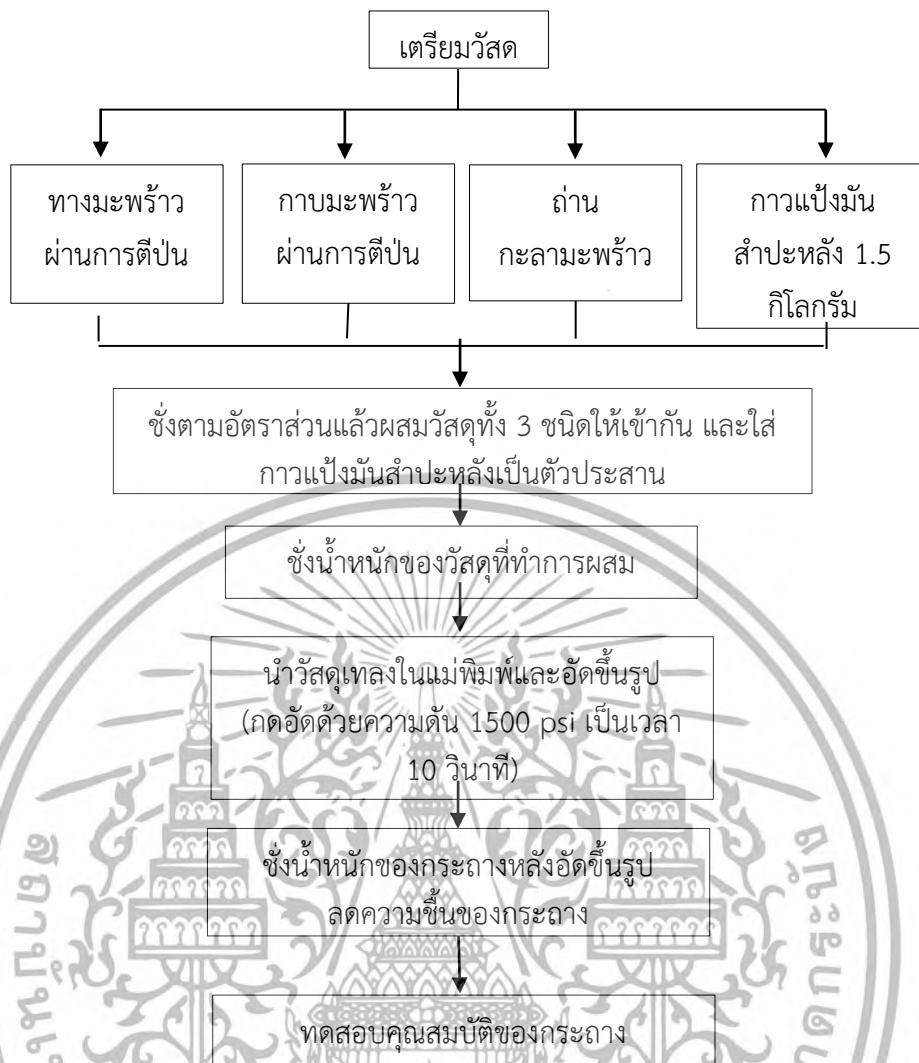 เตรียมวัสด
ทางมะพร้าว
ผ่านการตีป่น
กาบมะพร้าว
ผ่านการตีป่น
ถ่าน
กะลามะพร้าว
กาวแป้งมัน
สำปะหลัง 1.5
กิโลกรัม
ชั่งตามอัตราส่วนแล้วผสมวัสดุทั้ง 3 ชนิดให้เข้ากัน และใส่
กาวแป้งมันสำปะหลังเป็นตัวประสาน
ชั่งน้ำหนักของวัสดุที่ทำการผสม
นำวัสดุเทลงในแม่พิมพ์และอัดขึ้นรูป
(กดอัดด้วยความดัน 1500 psi เป็นเวลา
10 วินาที)
ชั่งน้ำหนักของกระถางหลังอัดขึ้นรูป
ลดความชื้นของกระถาง
ทดสอบคุณสมบัติของกระถาง